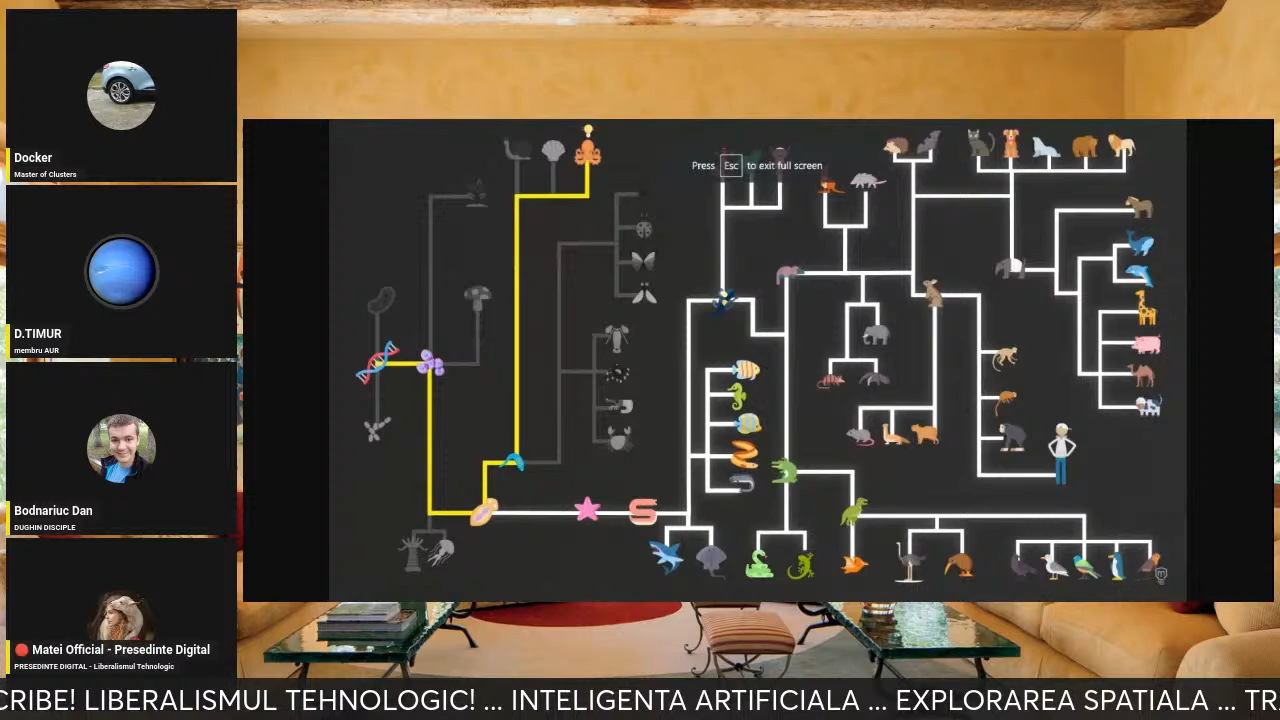 Docker
Master of Clusters
D.TIMUR
membru AUR
Bodnariuc Dan
DUGHIN DISCIPLE
Matei Official - Presedinte Digital
PRESEDINTE DIGITAL - Liberalismul Tehnologic
Press Esc to exit full screen
CRIBE! LIBERALISMUL TEHNOLOGIC! ... INTELIGENTA ARTIFICIALA ... EXPLORAREA SPATIALA ... TR